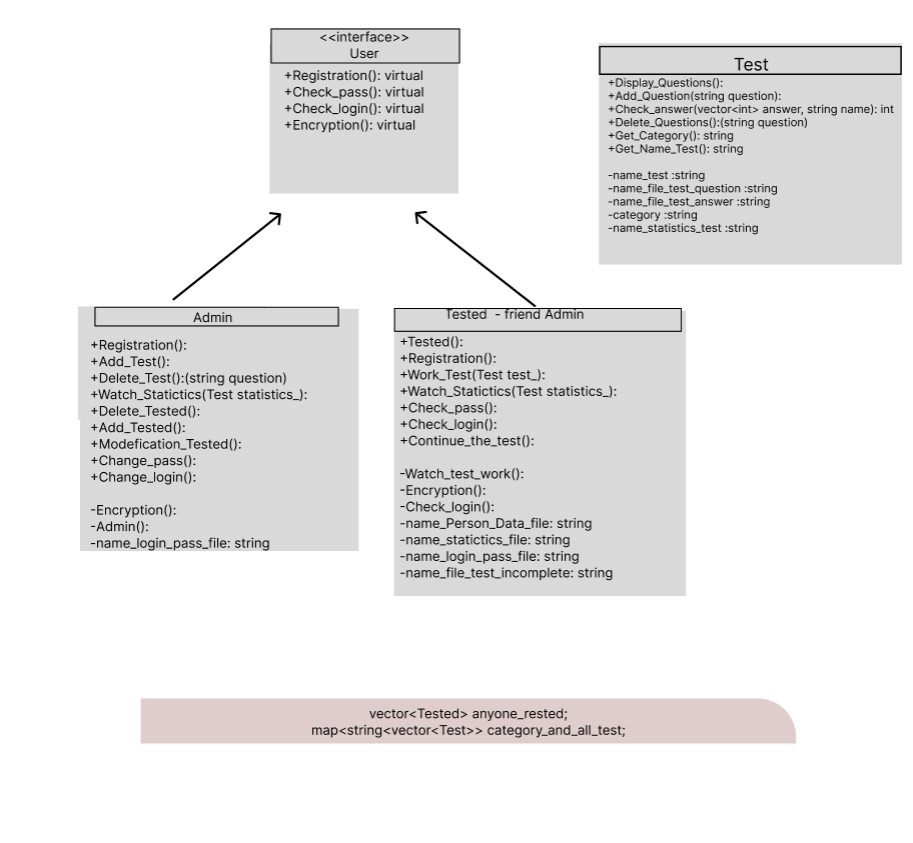 <<interface>>
User
+Registration(): virtual
+Check_pass(): virtual
+Check_login(): virtual
+Encryption(): virtual
Test
+Display_Questions():
+Add_Question(string question):
+Check_answer(vector<int> answer, string name): int
+Delete_Questions():(string question)
+Get_Category(): string
+Get_Name_Test(): string
-name_test :string
-name_file_test_question :string
-name_file_test_answer :string
-category :string
-name_statistics_test :string
Admin
+Registration():
+Add_Test():
+Delete_Test():(string question)
+Watch_Statictics(Test statistics_):
+Delete_Tested():
+Add_Tested():
+Modefication_Tested():
+Change_pass():
+Change_login():
-Encryption():
-Admin():
-name_login_pass_file: string
Tested - friend Admin
+Tested():
+Registration():
+Work_Test(Test test_):
+Watch_Statictics(Test statistics_):
+Check_pass():
+Check_login():
+Continue_the_test():
-Watch_test_work():
-Encryption():
-Check_login():
-name_Person_Data_file: string
-name_statictics_file: string
-name_login_pass_file: string
-name_file_test_incomplete: string
vector<Tested> anyone_rested;
map<string<vector<Test>> category_and_all_test;